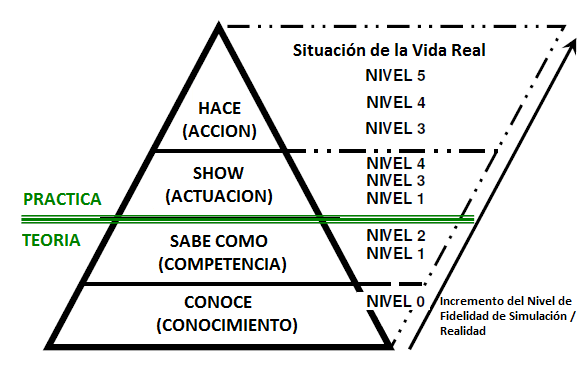 Situación de la Vida Real
NIVEL 5
HACE
(ACCION)
NIVEL 4
NIVEL 3
SHOW
(ACTUACION)
NIVEL 4
NIVEL 3
NIVEL 1
PRACTICA
TEORIA
SABE COMO
(COMPETENCIA)
NIVEL 2
NIVEL 1
CONOCE
(CONOCIMIENTO)
NIVEL 0
Incremento del Nivel de
Fidelidad de Simulación /
Realidad